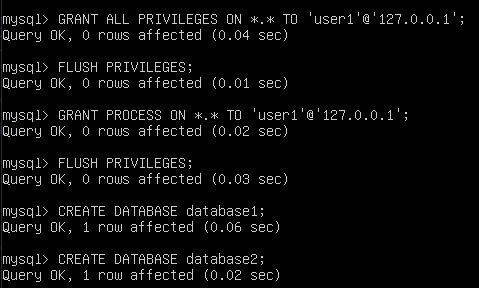 mysql> GRANT ALL PRIVILEGES ON *.* TO 'user1'@'127.0.0.1';
Query OK, 0 rows affected (0.04 sec)
mysql> FLUSH PRIVILEGES;
Query OK, 0 rows affected (0.01 sec)
mysql> GRANT PROCESS ON *.* TO 'user1'@'127.0.0.1';
Query OK, 0 rows affected (0.02 sec)
mysql> FLUSH PRIVILEGES;
Query OK, 0 rows affected (0.03 sec)
mysql> CREATE DATABASE database1;
Query OK, 1 row affected (0.06 sec)
mysql> CREATE DATABASE database2;
Query OK, 1 row affected (0.02 sec)